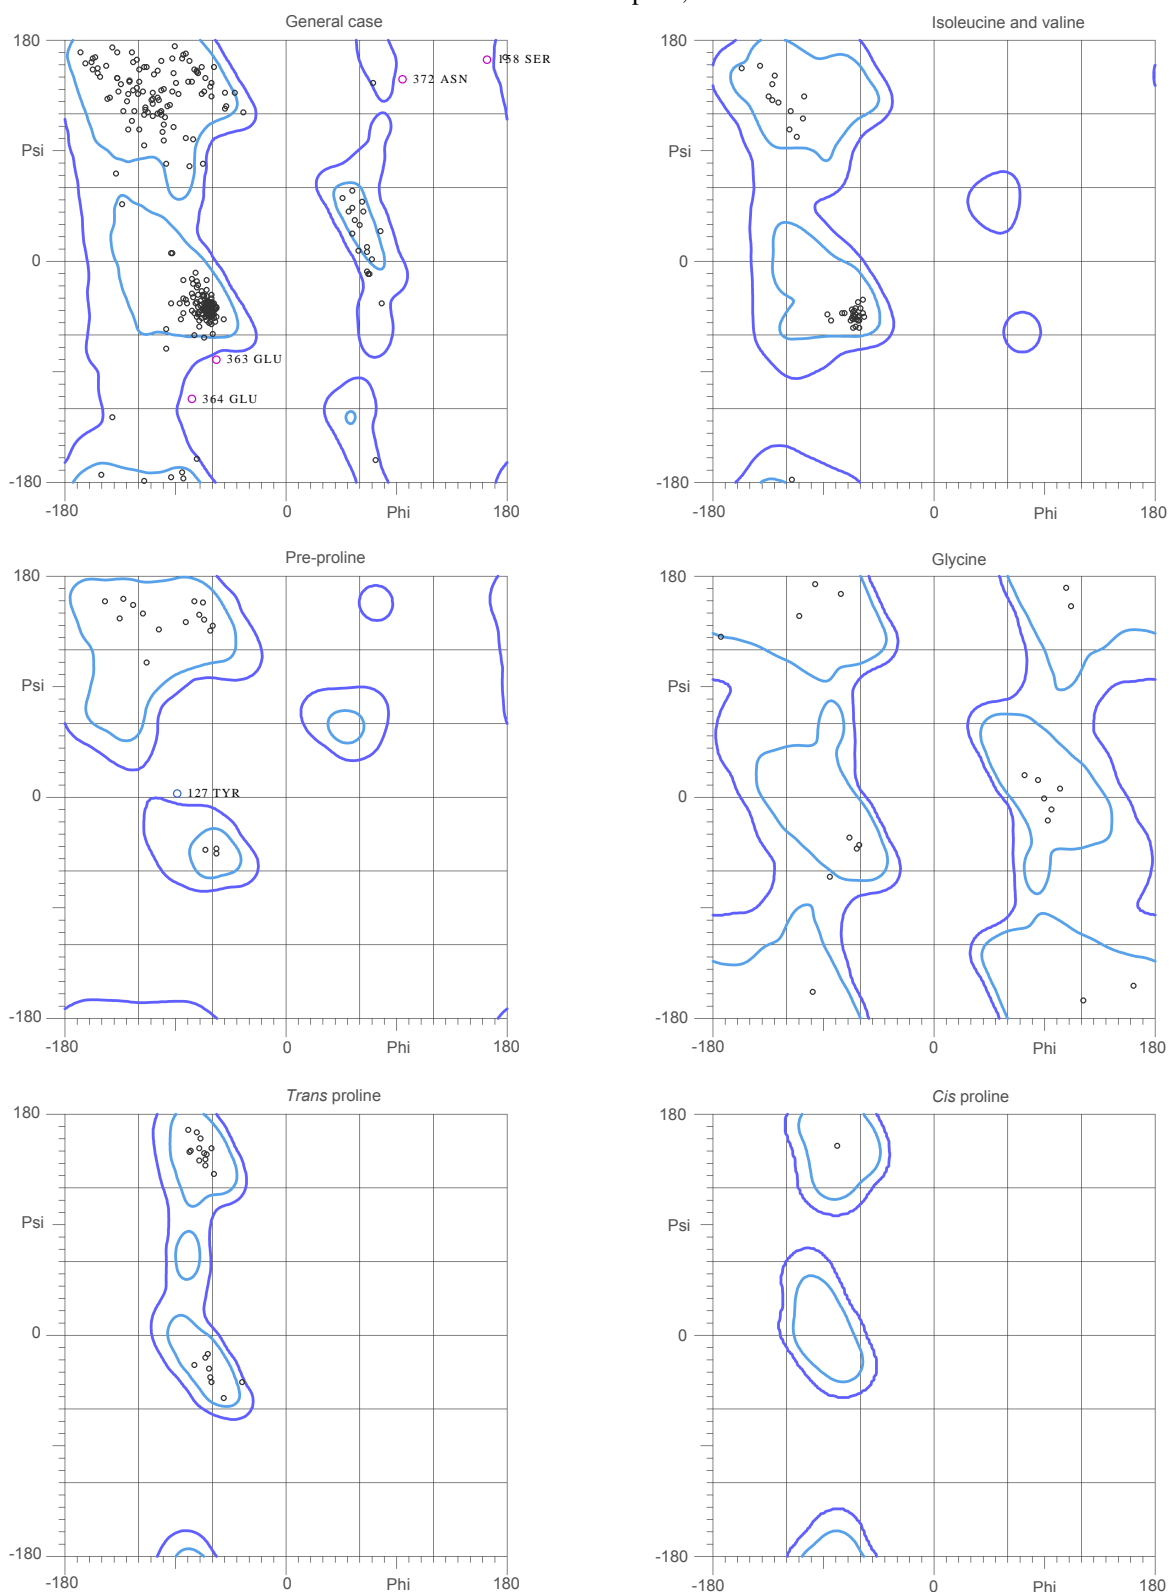 General case
Isoleucine and valine
180
158 SER
372 ASN
Psi
0
363 GLU
364 GLU
-180
-180
0
Phi
180
180
Psi
0
-180
-180
0
Phi
180
Pre-proline
Glycine
180
Psi
0
127 TYR
-180
-180
0
Phi
180
180
Psi
0
-180
-180
0
Phi
180
Trans proline
Cis proline
180
Psi
0
-180
-180
0
Phi
180
180
Psi
0
-180
-180
0
Phi
180